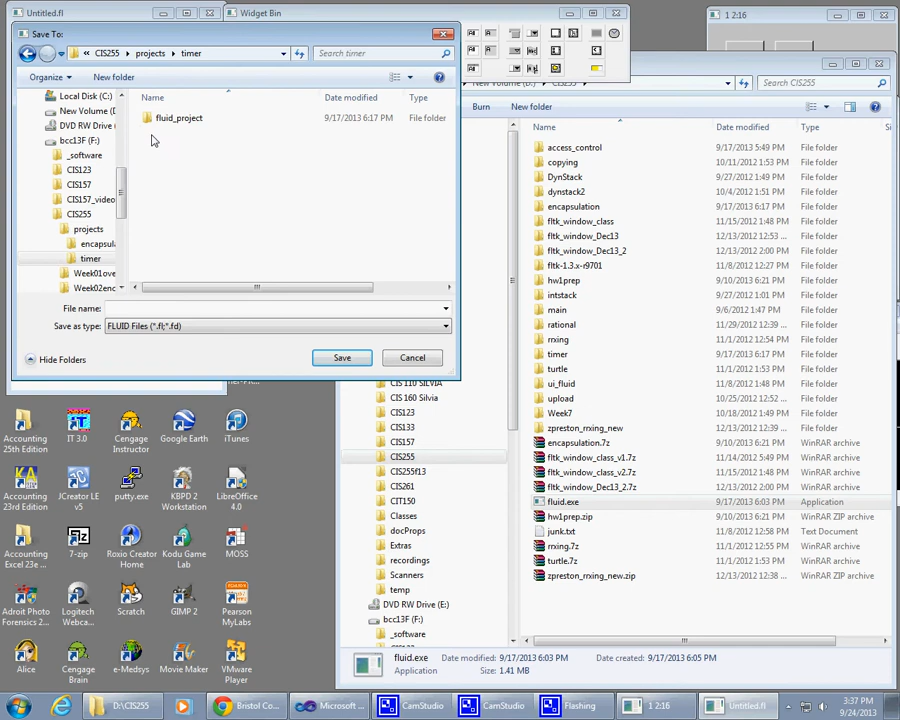 Untitled.fl
Widget Bin
1 2:16
Save To:
« CIS255 ▸ projects ▸ timer
Search timer
Organize
New folder
Name
Date modified
Type
fluid_project
9/17/2013 6:17 PM
File folder
Local Disk (C:)
New Volume (D
DVD RW Drive (
bcc13F (F:)
_software
CIS123
CIS157
CIS157_video
CIS255
projects
encapsul
timer
Week01ove
Week02enc
File name:
Save as type:
FLUID Files (*.fl;*.fd)
Hide Folders
Save
Cancel
CIS255
Search CIS255
Burn
New folder
Name
Date modified
Type
Si
access_control 9/17/2013 5:49 PM File folder
copying 10/11/2012 1:53 PM File folder
DynStack 9/27/2012 1:49 PM File folder
dynstack2 10/4/2012 1:51 PM File folder
encapsulation 9/17/2013 6:17 PM File folder
fltk_window_class 11/15/2012 1:48 PM File folder
fltk_window_Dec13 12/13/2012 12:53 ... File folder
fltk_window_Dec13_2 12/13/2012 2:00 PM File folder
fltk-1.3.x-r9701 11/8/2012 12:27 PM File folder
hw1prep 9/10/2013 6:21 PM File folder
intstack 9/27/2012 1:01 PM File folder
main 9/6/2012 1:47 PM File folder
rational 11/29/2012 12:39 ... File folder
rrxing 11/1/2012 12:54 PM File folder
timer 9/17/2013 6:17 PM File folder
turtle 11/1/2012 1:53 PM File folder
ui_fluid 11/8/2012 1:48 PM File folder
upload 10/25/2012 12:52 ... File folder
Week7 10/18/2012 1:49 PM File folder
zpreston_rrxing_new 12/13/2012 12:39 ... File folder
encapsulation.7z 9/10/2013 6:21 PM WinRAR archive
fltk_window_class_v1.7z 11/14/2012 5:49 PM WinRAR archive
fltk_window_class_v2.7z 11/15/2012 12:48 ... WinRAR archive
fltk_window_Dec13_2.7z 12/13/2012 2:00 PM WinRAR archive
fluid.exe 9/17/2013 6:03 PM Application
hw1prep.zip 9/10/2013 6:21 PM WinRAR ZIP archive
junk.txt 11/8/2012 12:58 PM Text Document
rrxing.7z 11/1/2012 12:55 PM WinRAR archive
turtle.7z 11/1/2012 1:53 PM WinRAR archive
zpreston_rrxing_new.zip 12/13/2012 12:38 ... WinRAR ZIP archive
CIS 110 SILVIA
CIS 160 Silvia
CIS123
CIS133
CIS157
CIS255
CIS255f13
CIS261
CIT150
Classes
docProps
Extras
recordings
Scanners
temp
DVD RW Drive (E:)
bcc13F (F:)
_software
fluid.exe Date modified: 9/17/2013 6:03 PM Date created: 9/17/2013 6:05 PM
Application Size: 1.41 MB
Accounting 25th Edition
IT 3.0
Cengage Instructor
Google Earth
iTunes
Accounting 23rd Edition
JCreator LE v5
putty.exe
KBPD 2 Workstation
LibreOffice 4.0
Accounting Excel 23e ...
7-zip
Roxio Creator Home
Kodu Game Lab
MOSS
Adroit Photo Forensics 2...
Logitech Webca...
Scratch
GIMP 2
Pearson MyLabs
Alice
Cengage Brain
e-Medsys
Movie Maker
VMware Player
D:\CIS255
Bristol Co...
Microsoft ...
CamStudio
CamStudio
Flashing
1 2:16
Untitled.fl
3:37 PM
9/24/2013